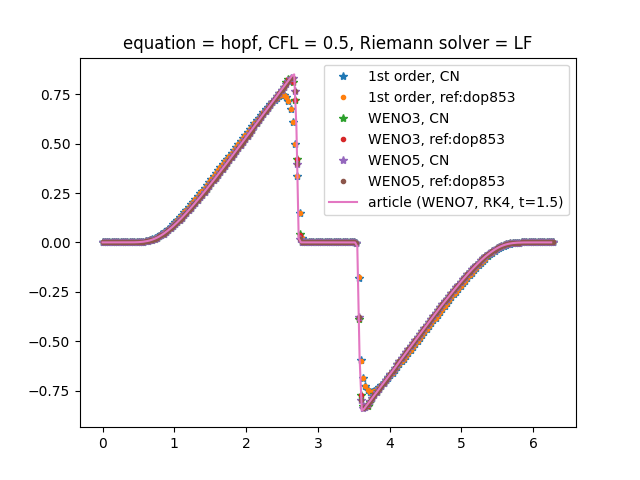 equation = hopf, CFL = 0.5, Riemann solver = LF
1st order, CN
1st order, ref:dop853
WENO3, CN
WENO3, ref:dop853
WENO5, CN
WENO5, ref:dop853
article (WENO7, RK4, t=1.5)
0.75
0.50
0.25
0.00
−0.25
−0.50
−0.75
0 1 2 3 4 5 6